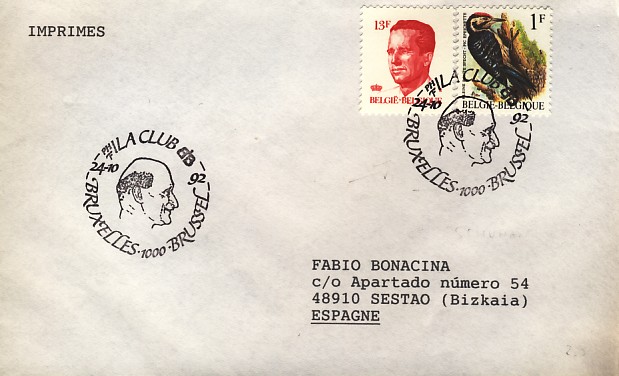 IMPRIMES
13F
BELGIË-BELGIQUE
1F
BELGIË-BELGIQUE
PHILA CLUB
24-10 92
BRUXELLES·1000·BRUSSEL
PHILA CLUB
24-10 92
BRUXELLES·1000·BRUSSEL
FABIO BONACINA
c/o Apartado número 54
48910 SESTAO (Bizkaia)
ESPAGNE